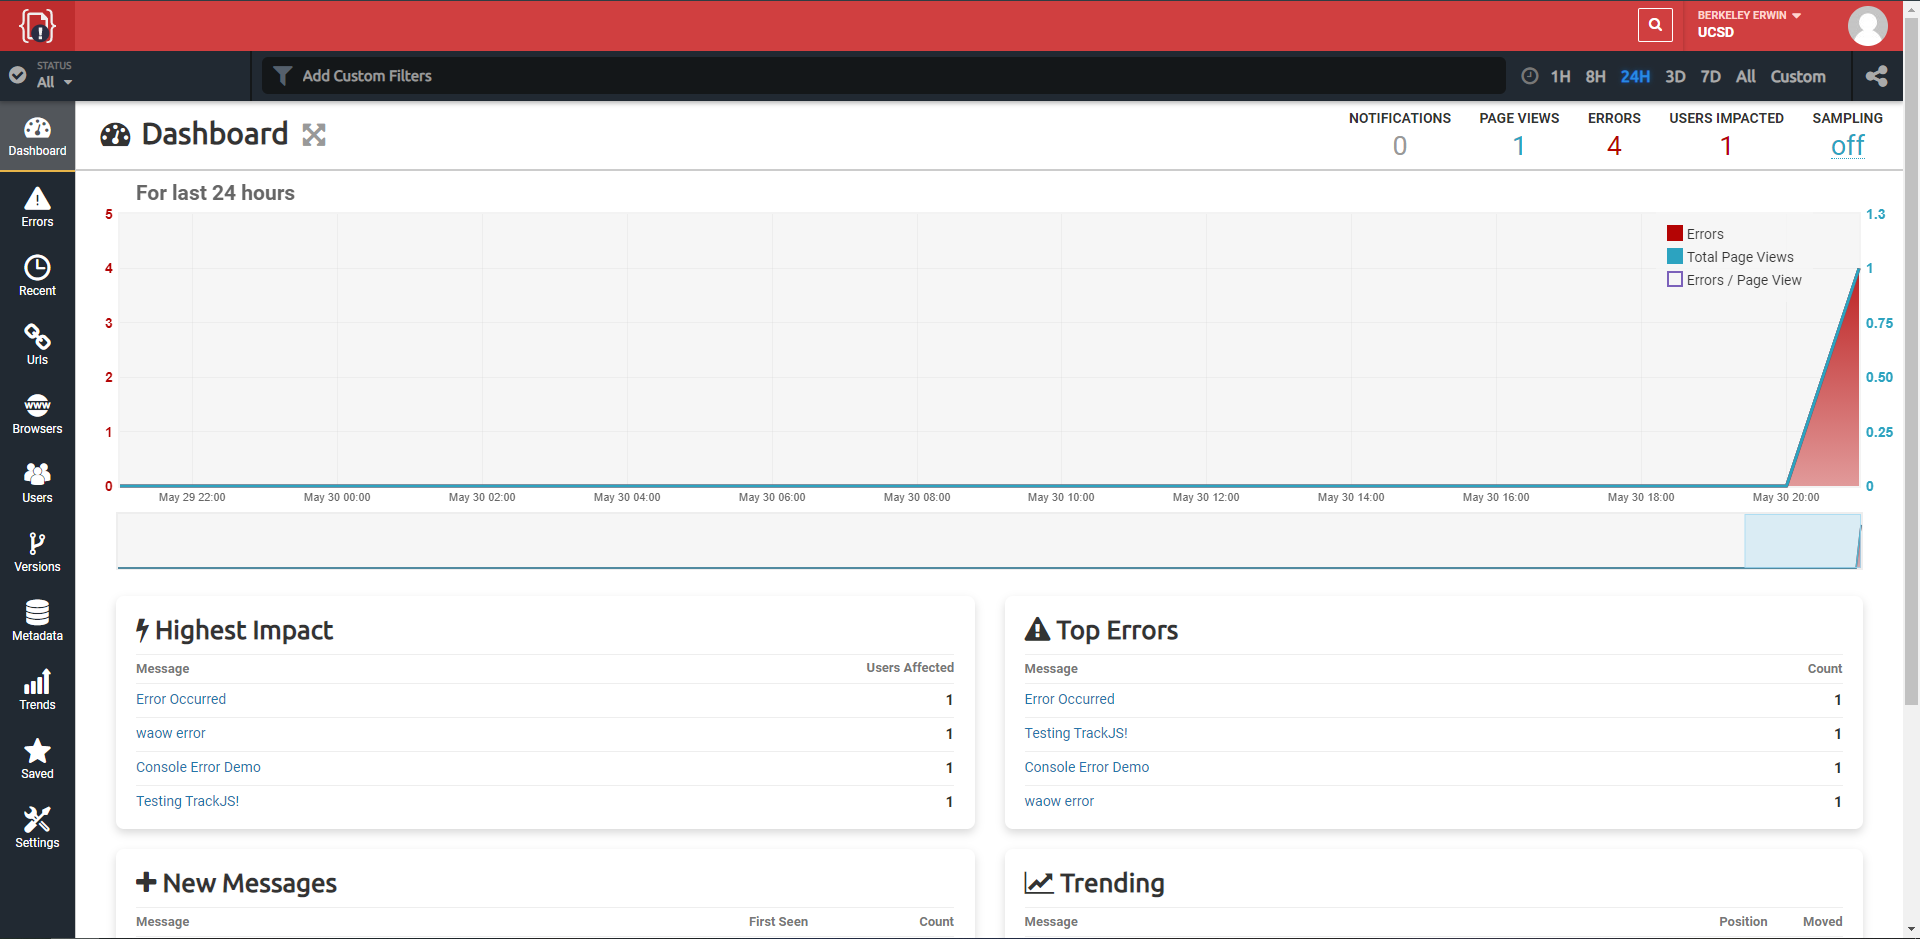 BERKELEY ERWIN
UCSD
STATUS
All
Add Custom Filters
1H 8H 24H 3D 7D All Custom
Dashboard
Errors
Recent
Urls
www
Browsers
Users
Versions
Metadata
Trends
Saved
Settings
Dashboard
NOTIFICATIONS PAGE VIEWS ERRORS USERS IMPACTED SAMPLING
0 1 4 1 off
For last 24 hours
5 1.3
4 1
3 0.75
2 0.50
1 0.25
0 0
Errors
Total Page Views
Errors / Page View
May 29 22:00 May 30 00:00 May 30 02:00 May 30 04:00 May 30 06:00 May 30 08:00 May 30 10:00 May 30 12:00 May 30 14:00 May 30 16:00 May 30 18:00 May 30 20:00
Highest Impact
Message Users Affected
Error Occurred 1
waow error 1
Console Error Demo 1
Testing TrackJS! 1
Top Errors
Message Count
Error Occurred 1
Testing TrackJS! 1
Console Error Demo 1
waow error 1
New Messages
Message First Seen Count
Trending
Message Position Moved